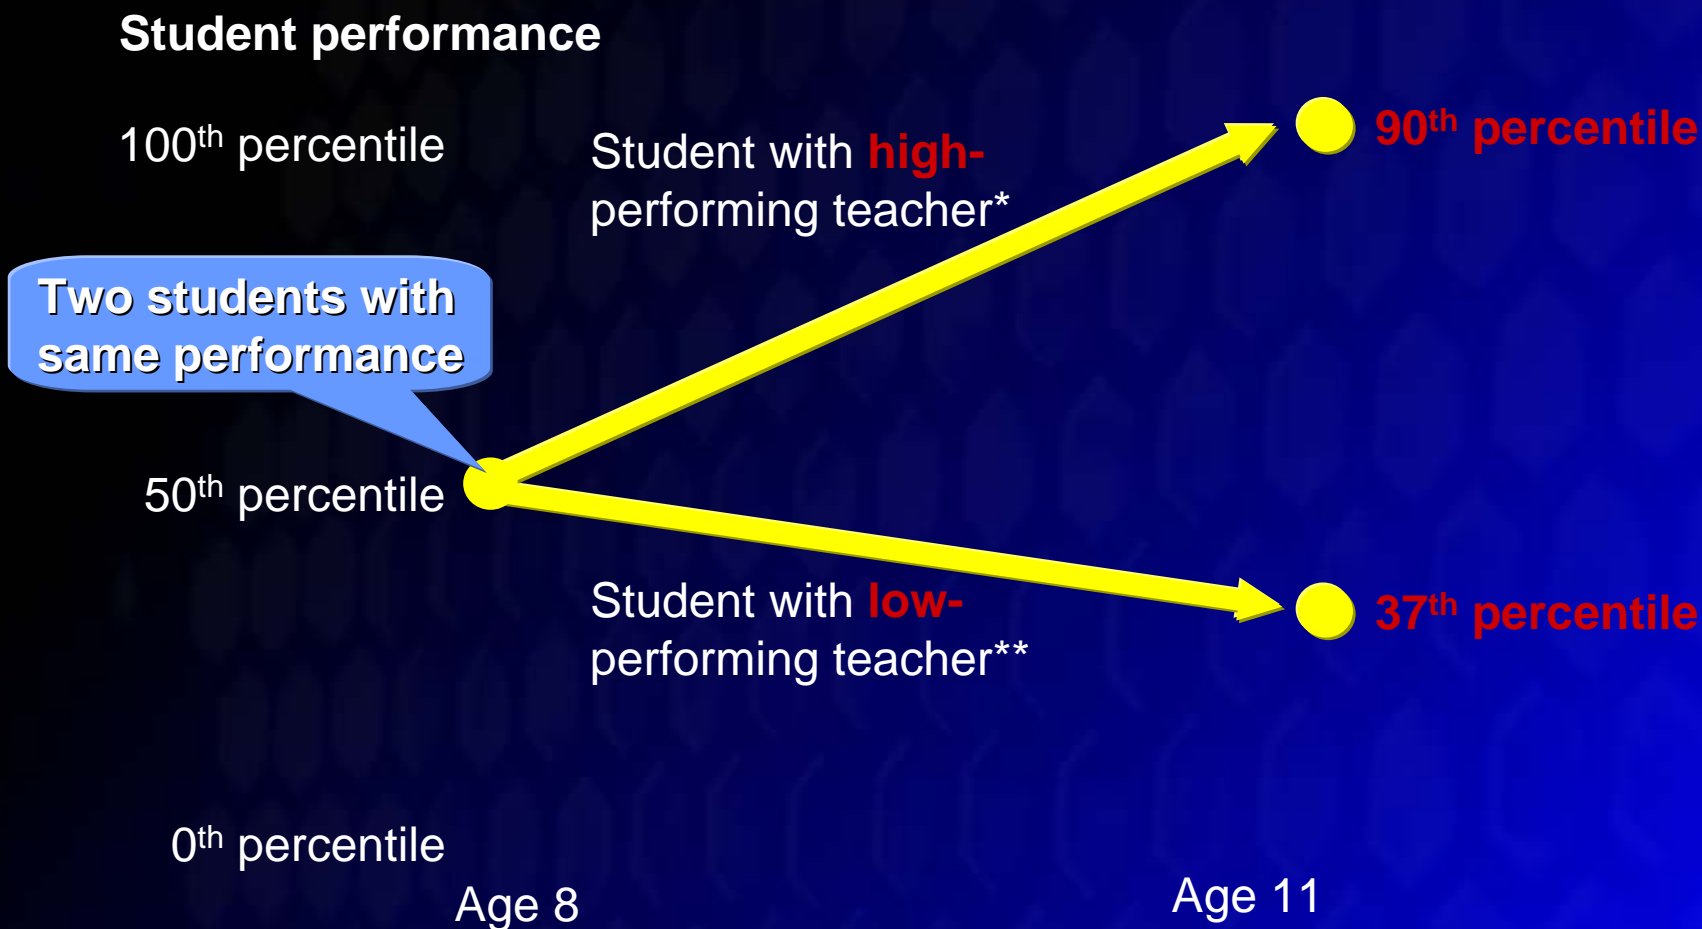 Student performance
100th percentile
Student with high-
performing teacher*
90th percentile
Two students with
same performance
50th percentile
Student with low-
performing teacher**
37th percentile
0th percentile
Age 8
Age 11